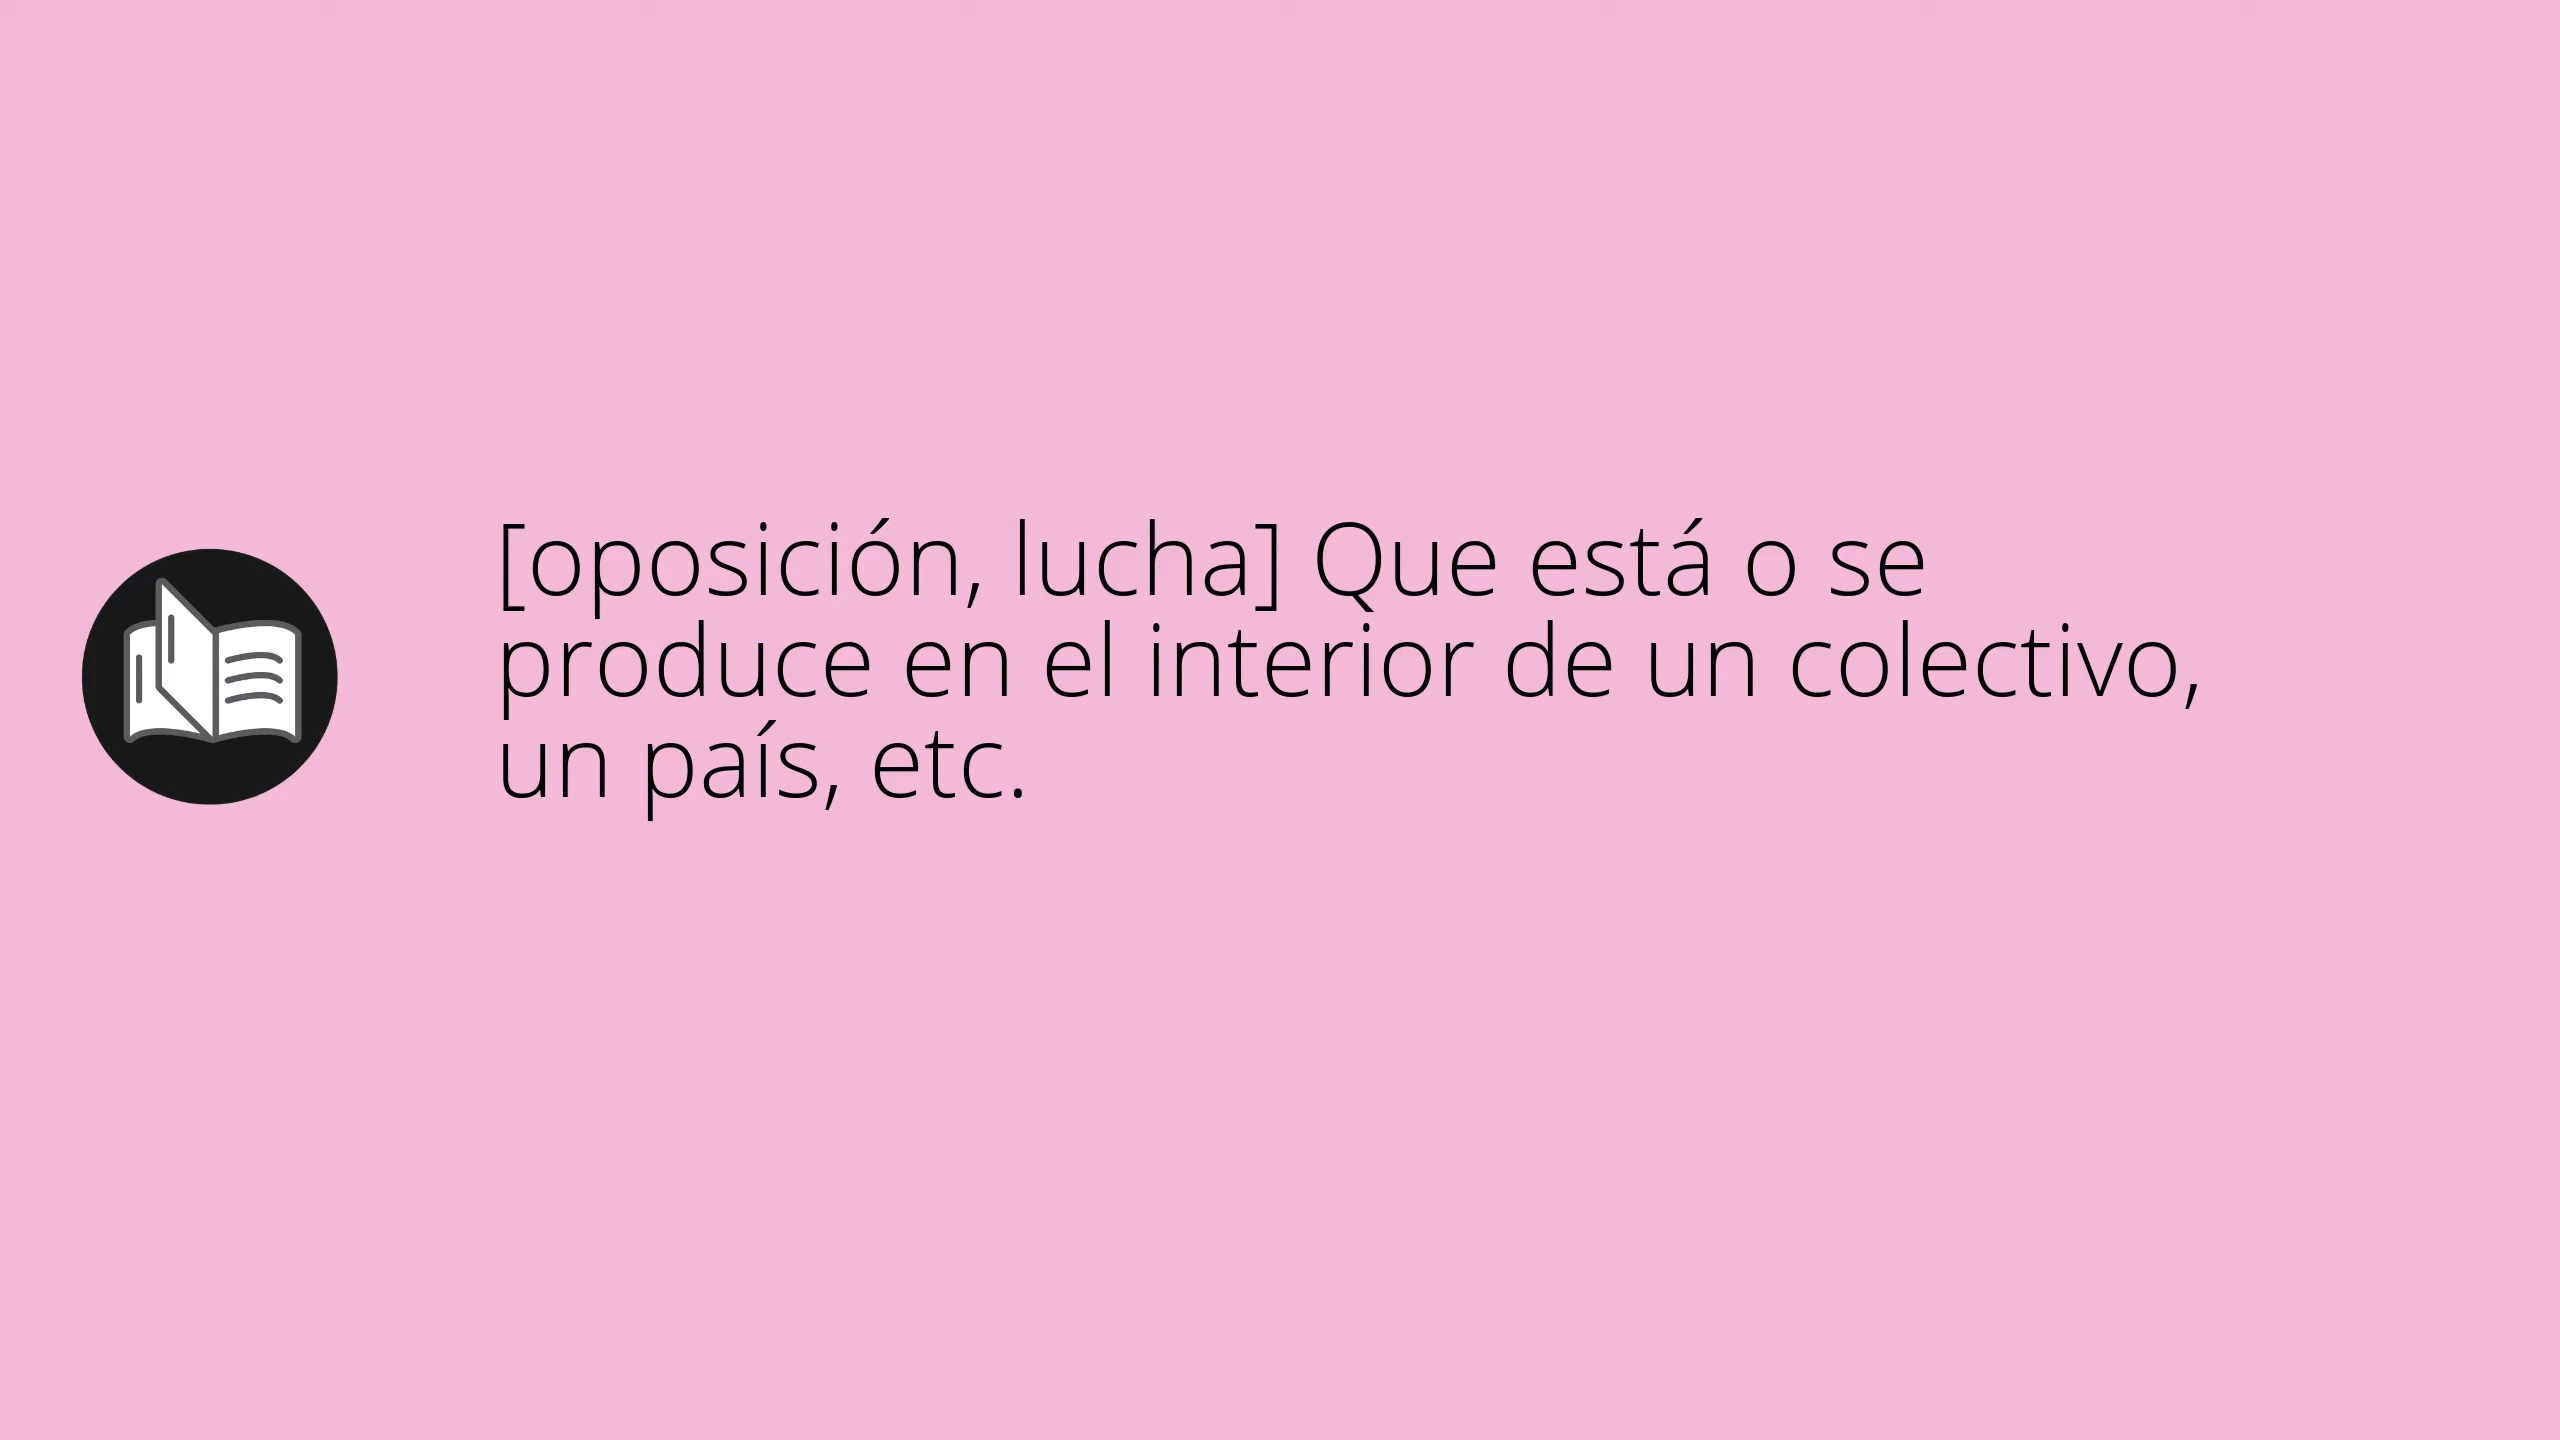 [oposición, lucha] Que está o se
produce en el interior de un colectivo,
un país, etc.